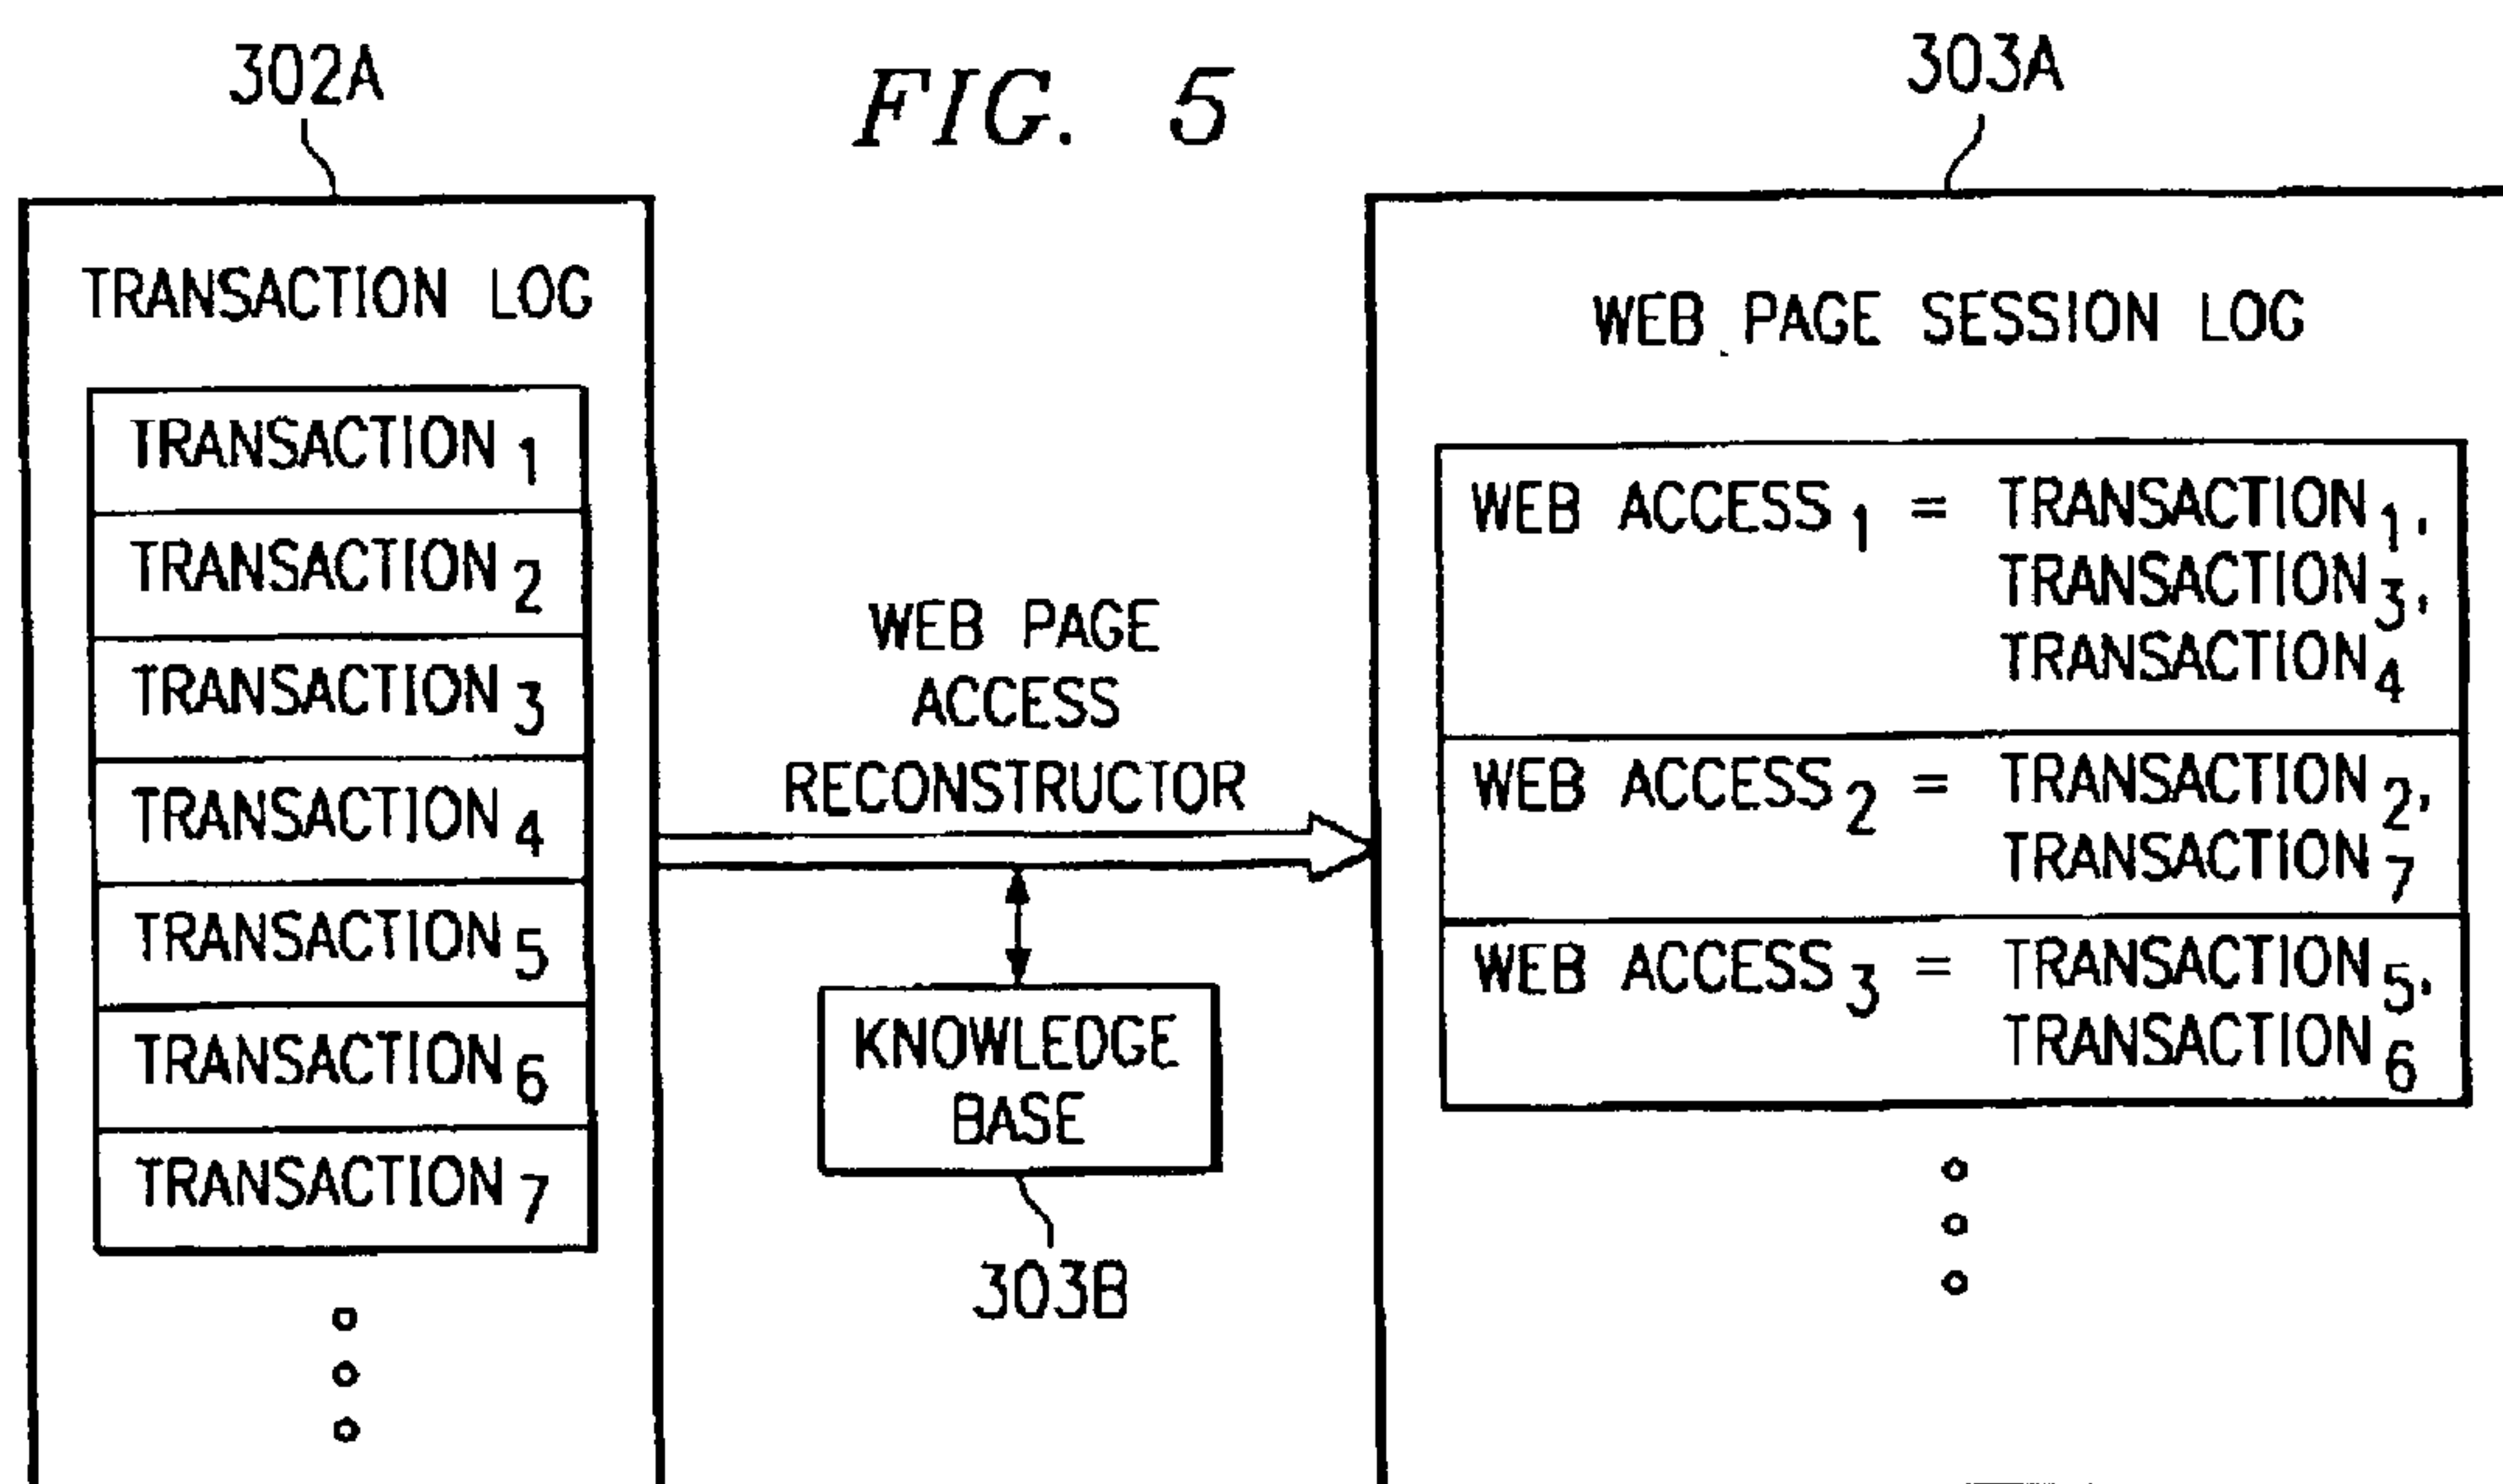 302A
FIG. 5
303A
TRANSACTION LOG
TRANSACTION 1
TRANSACTION 2
TRANSACTION 3
TRANSACTION 4
TRANSACTION 5
TRANSACTION 6
TRANSACTION 7
WEB PAGE
ACCESS
RECONSTRUCTOR
KNOWLEDGE
BASE
303B
WEB PAGE SESSION LOG
WEB ACCESS 1 = TRANSACTION 1,
TRANSACTION 3,
TRANSACTION 4
WEB ACCESS 2 = TRANSACTION 2,
TRANSACTION 7
WEB ACCESS 3 = TRANSACTION 5,
TRANSACTION 6